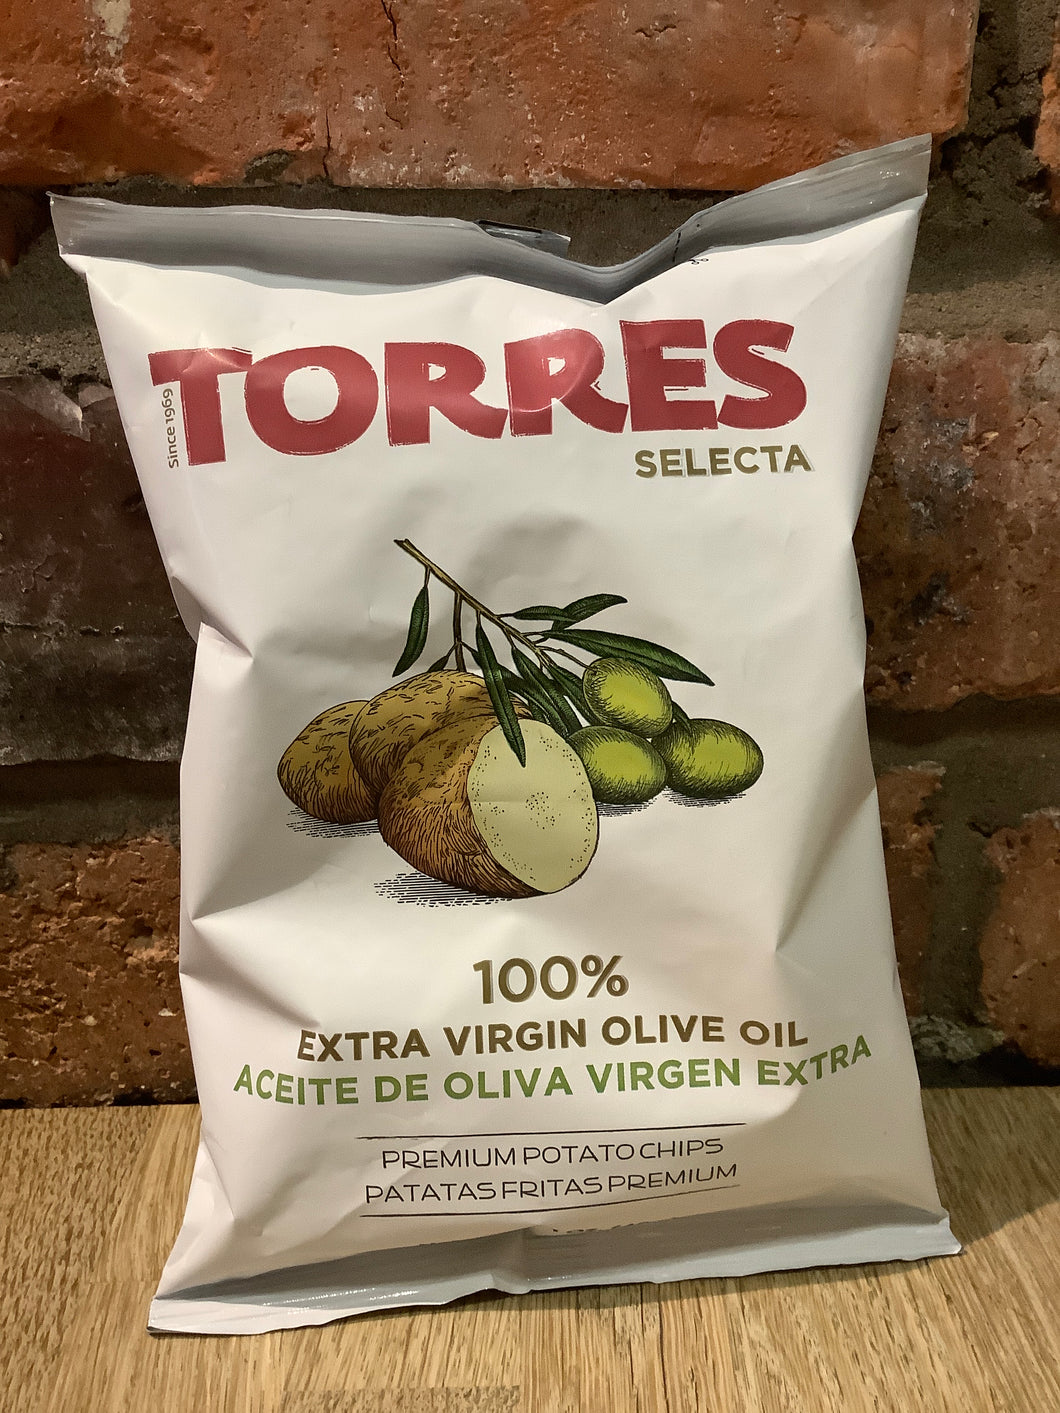 TORRES
Since 1969
SELECTA
100%
EXTRA VIRGIN OLIVE OIL
ACEITE DE OLIVA VIRGEN EXTRA
PREMIUM POTATO CHIPS
PATATAS FRITAS PREMIUM